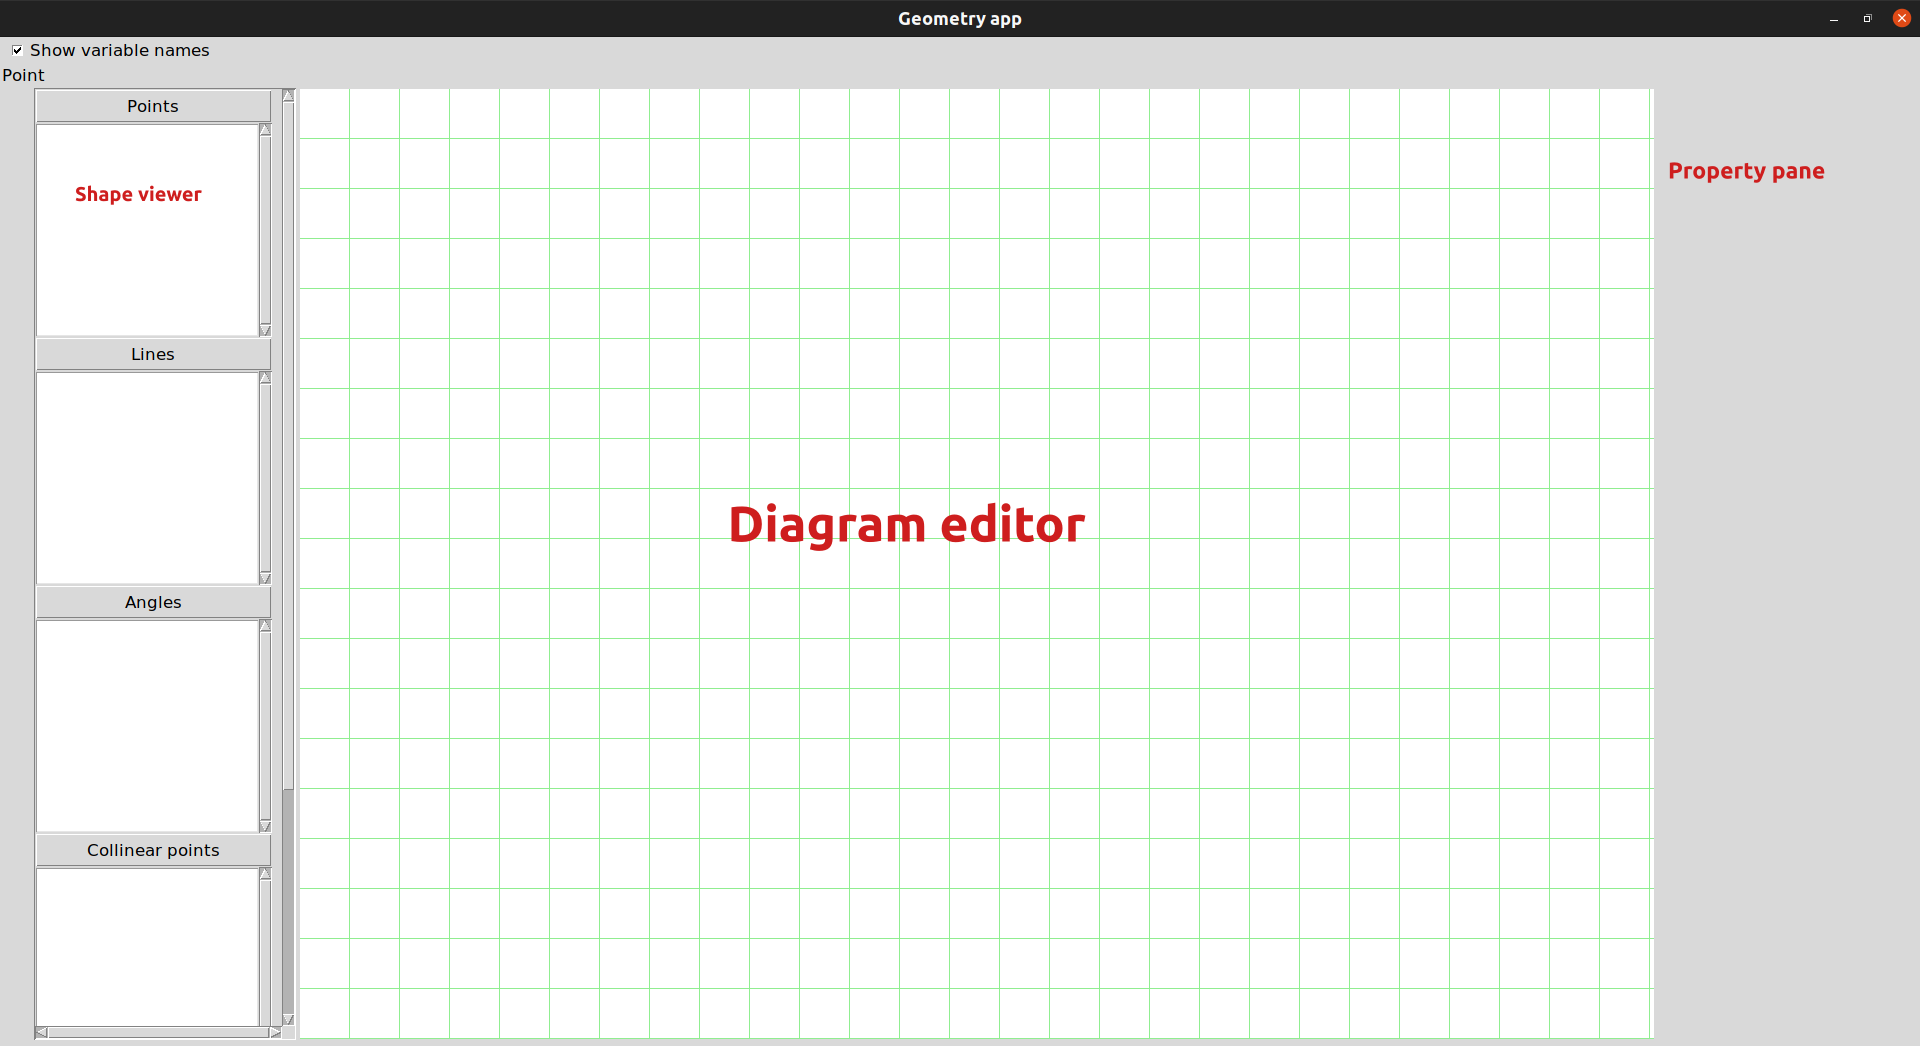 Geometry app
Show variable names
Point
Points
Shape viewer
Property pane
Lines
Diagram editor
Angles
Collinear points